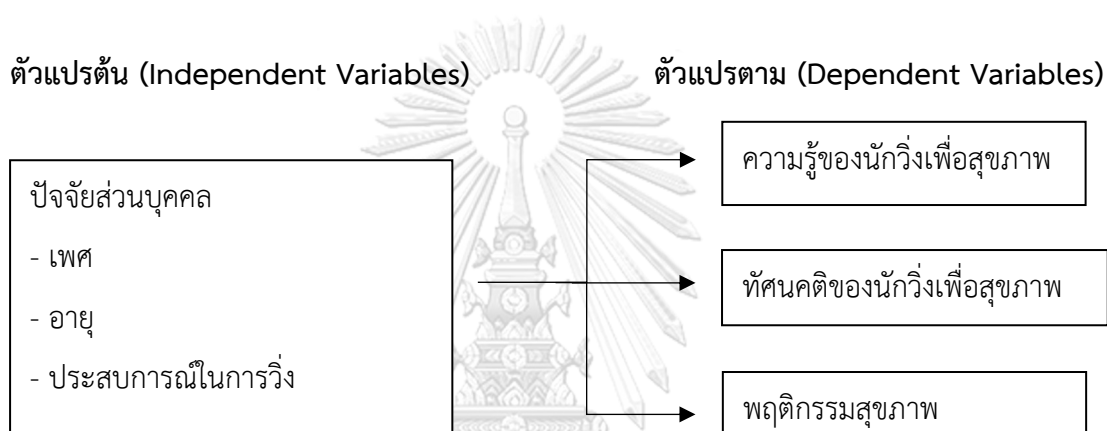 ตัวแปรต้น (Independent Variables)
ตัวแปรตาม (Dependent Variables)
ปัจจัยส่วนบุคคล
- เพศ
- อายุ
- ประสบการณ์ในการวิ่ง
ความรู้ของนักวิ่งเพื่อสุขภาพ
ทัศนคติของนักวิ่งเพื่อสุขภาพ
พฤติกรรมสุขภาพ